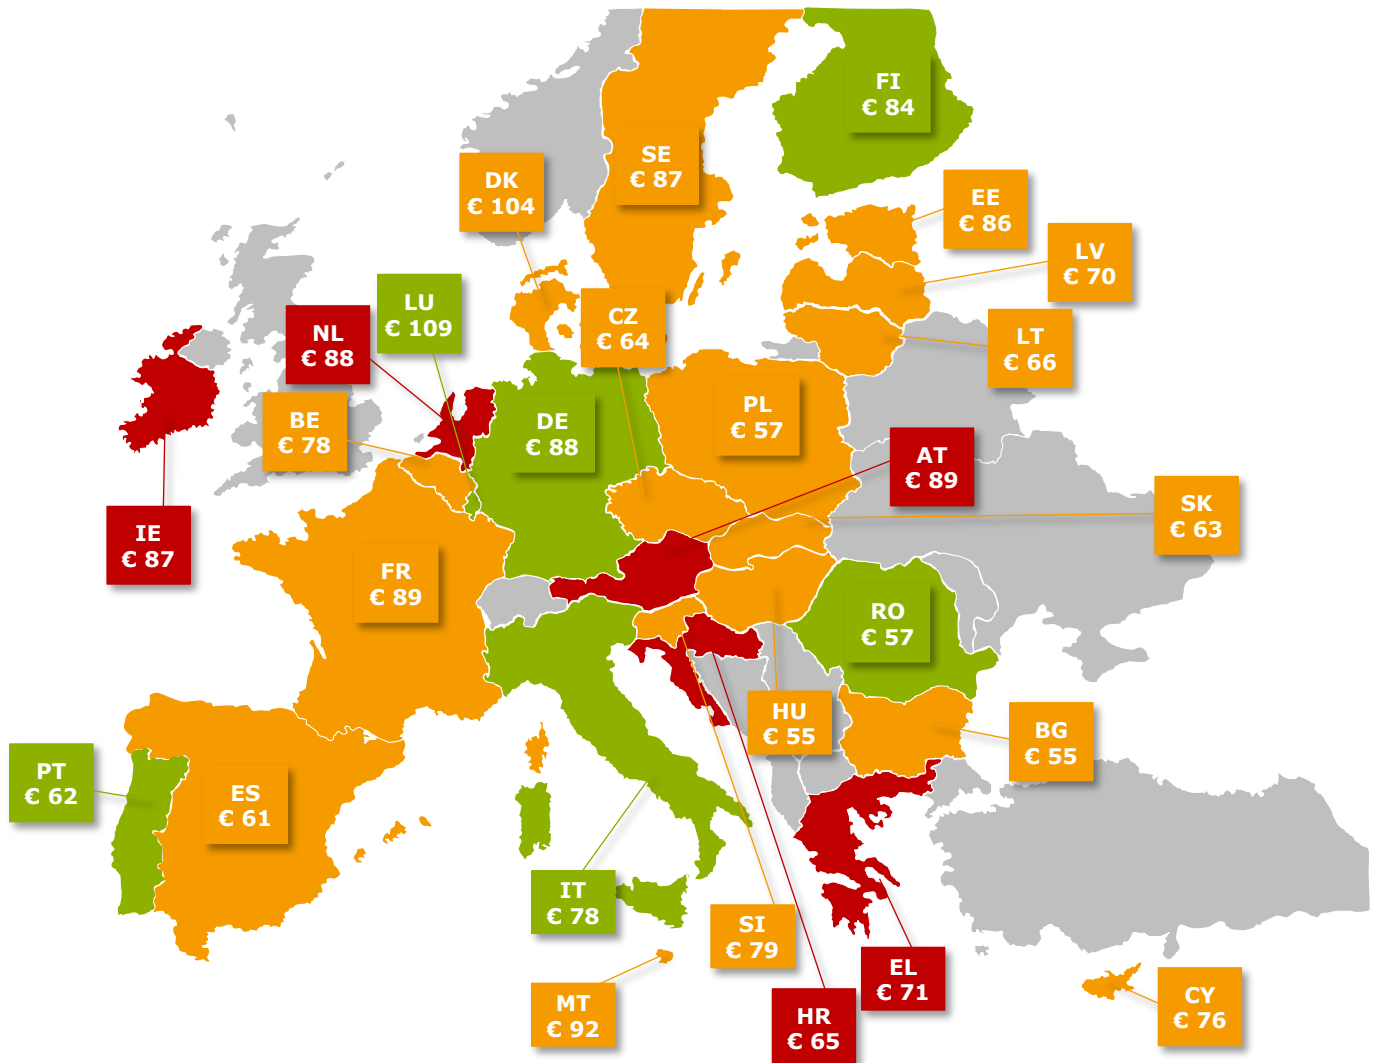 FI
€ 84
SE
€ 87
DK
€ 104
EE
€ 86
LV
€ 70
LU
€ 109
CZ
€ 64
NL
€ 88
LT
€ 66
BE
€ 78
DE
€ 88
PL
€ 57
AT
€ 89
SK
€ 63
IE
€ 87
FR
€ 89
RO
€ 57
HU
€ 55
BG
€ 55
PT
€ 62
ES
€ 61
IT
€ 78
SI
€ 79
EL
€ 71
MT
€ 92
HR
€ 65
CY
€ 76